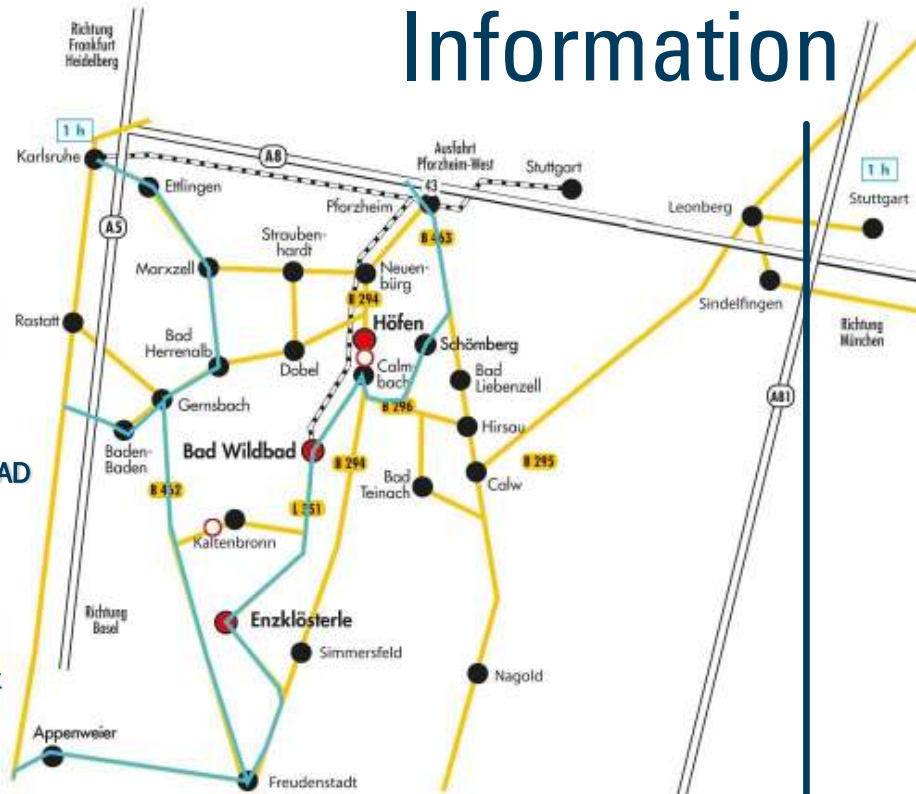 Information
Richtung
Frankfurt
Heidelberg
1 h
Karlsruhe
A8
Ausfahrt
Pforzheim-West
43
Stuttgart
1 h
Stuttgart
Ettlingen
Pforzheim
Leonberg
A5
B 463
Strauben-
hardt
Marxzell
Neuen-
bürg
Sindelfingen
B 294
Rastatt
Höfen
Richtung
München
Bad
Herrenalb
Schömberg
Dobel
Calm-
bach
Bad
Liebenzell
A81
Gernsbach
B 296
Hirsau
Baden-
Baden
Bad Wildbad
B 294
B 295
AD
Bad
Teinach
Calw
B 462
L 351
Kaltenbronn
Richtung
Basel
Enzklösterle
Simmersfeld
Nagold
Appenweier
Freudenstadt